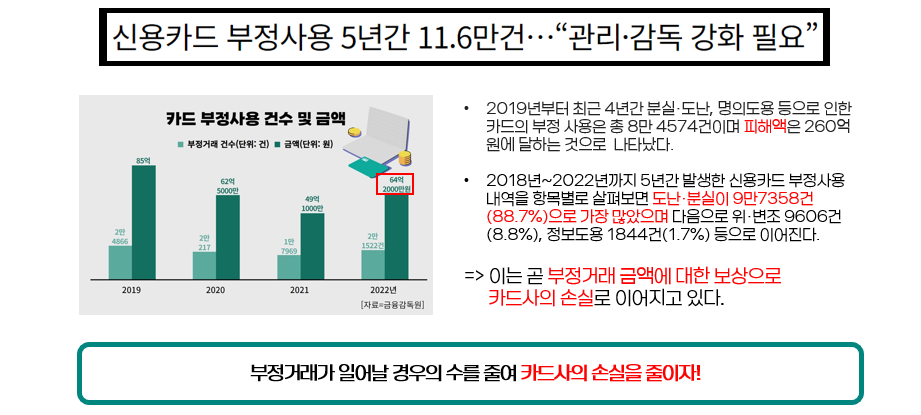 신용카드 부정사용 5년간 11.6만건…“관리·감독 강화 필요”
카드 부정사용 건수 및 금액
부정거래 건수(단위: 건) 금액(단위: 원)
85억
2만
4866
62억
5000만
2만
217
49억
1000만
1만
7969
64억
2000만원
2만
1522건
2019 2020 2021 2022년
[자료=금융감독원]
• 2019년부터 최근 4년간 분실·도난, 명의도용 등으로 인한
카드의 부정 사용은 총 8만 4574건이며 피해액은 260억
원에 달하는 것으로 나타났다.
• 2018년~2022년까지 5년간 발생한 신용카드 부정사용
내역을 항목별로 살펴보면 도난·분실이 9만7358건
(88.7%)으로 가장 많았으며 다음으로 위·변조 9606건
(8.8%), 정보도용 1844건(1.7%) 등으로 이어진다.
=> 이는 곧 부정거래 금액에 대한 보상으로
카드사의 손실로 이어지고 있다.
부정거래가 일어날 경우의 수를 줄여 카드사의 손실을 줄이자!